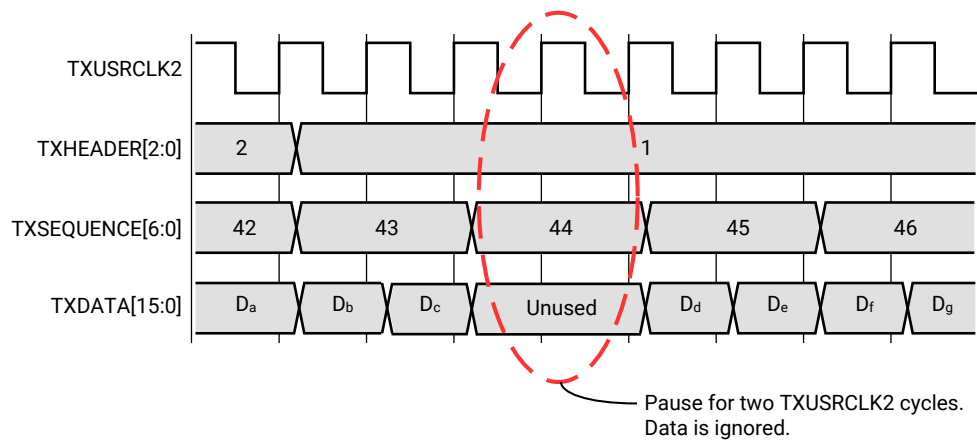 TXUSRCLK2
TXHEADER[2:0] 2 1
TXSEQUENCE[6:0] 42 43 44 45 46
TXDATA[15:0] Da Db Dc Unused Dd De Df Dg
Pause for two TXUSRCLK2 cycles.
Data is ignored.